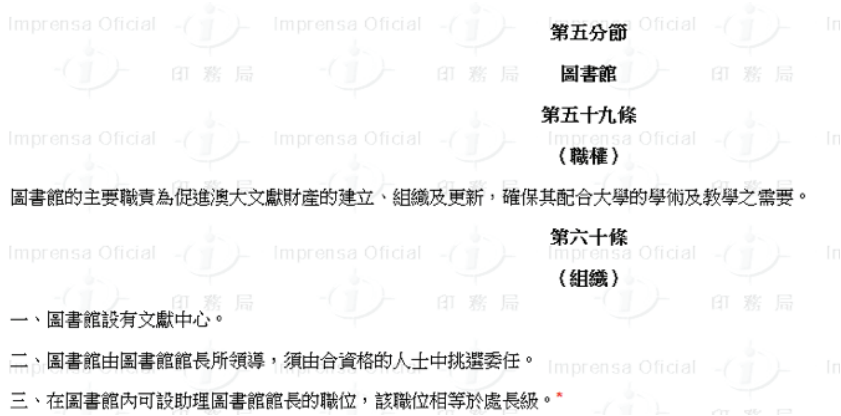 第五分節
圖書館
第五十九條
（職權）
圖書館的主要職責為促進澳大文獻財產的建立、組織及更新，確保其配合大學的學術及教學之需要。
第六十條
（組織）
一、圖書館設有文獻中心。
二、圖書館由圖書館館長所領導，須由合資格的人士中挑選委任。
三、在圖書館內可設助理圖書館館長的職位，該職位相等於處長級。*
Imprensa Oficial
印務局